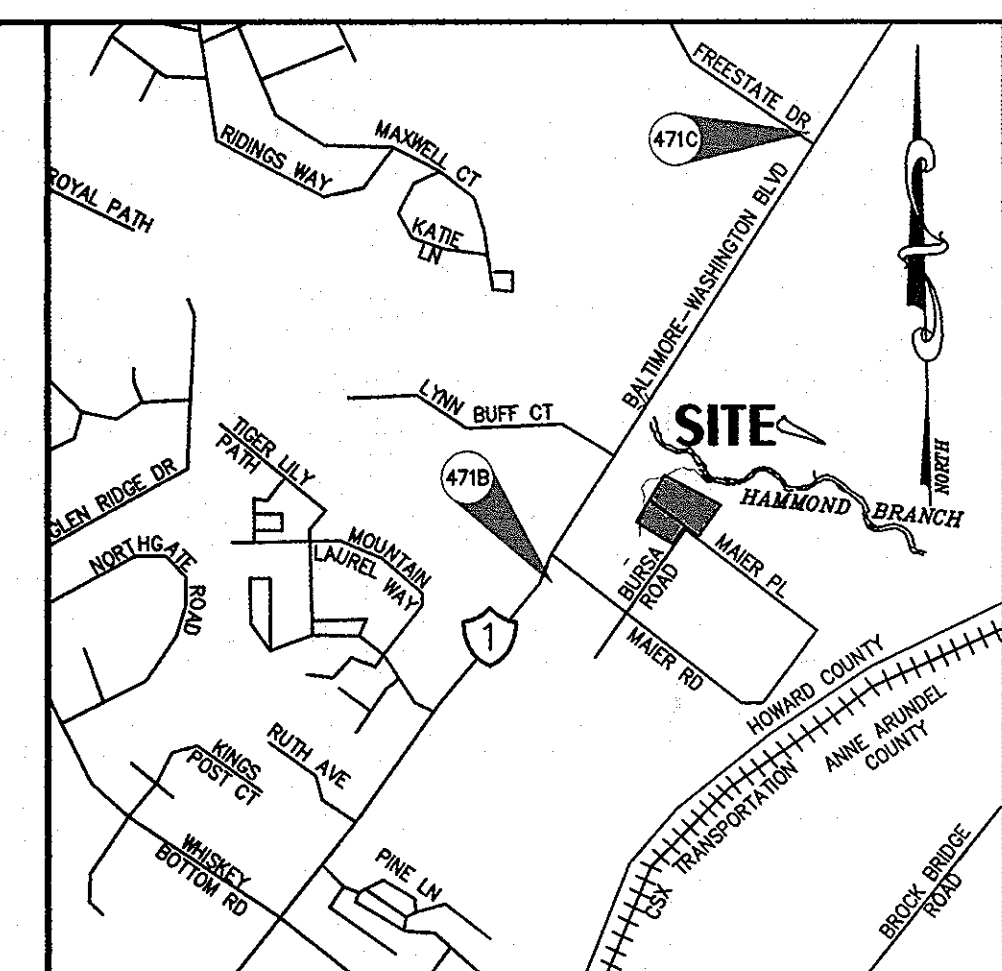 FREESTATE DR
471C
MAXWELL CT
RIDINGS WAY
ROYAL PATH
KATIE
LN
BALTIMORE-WASHINGTON BLVD
LYNN BUFF CT
SITE
TIGER LILY
PATH
471B
NORTH
GLEN RIDGE DR
HAMMOND BRANCH
NORTHGATE
ROAD
MOUNTAIN
LAUREL WAY
BURSA
ROAD
MAIER PL
1
MAIER RD
HOWARD COUNTY
ANNE ARUNDEL
COUNTY
RUTH AVE
KINGS
POST CT
CSX TRANSPORTATION
WHISKEY
BOTTOM RD
PINE LN
BROCK BRIDGE
ROAD